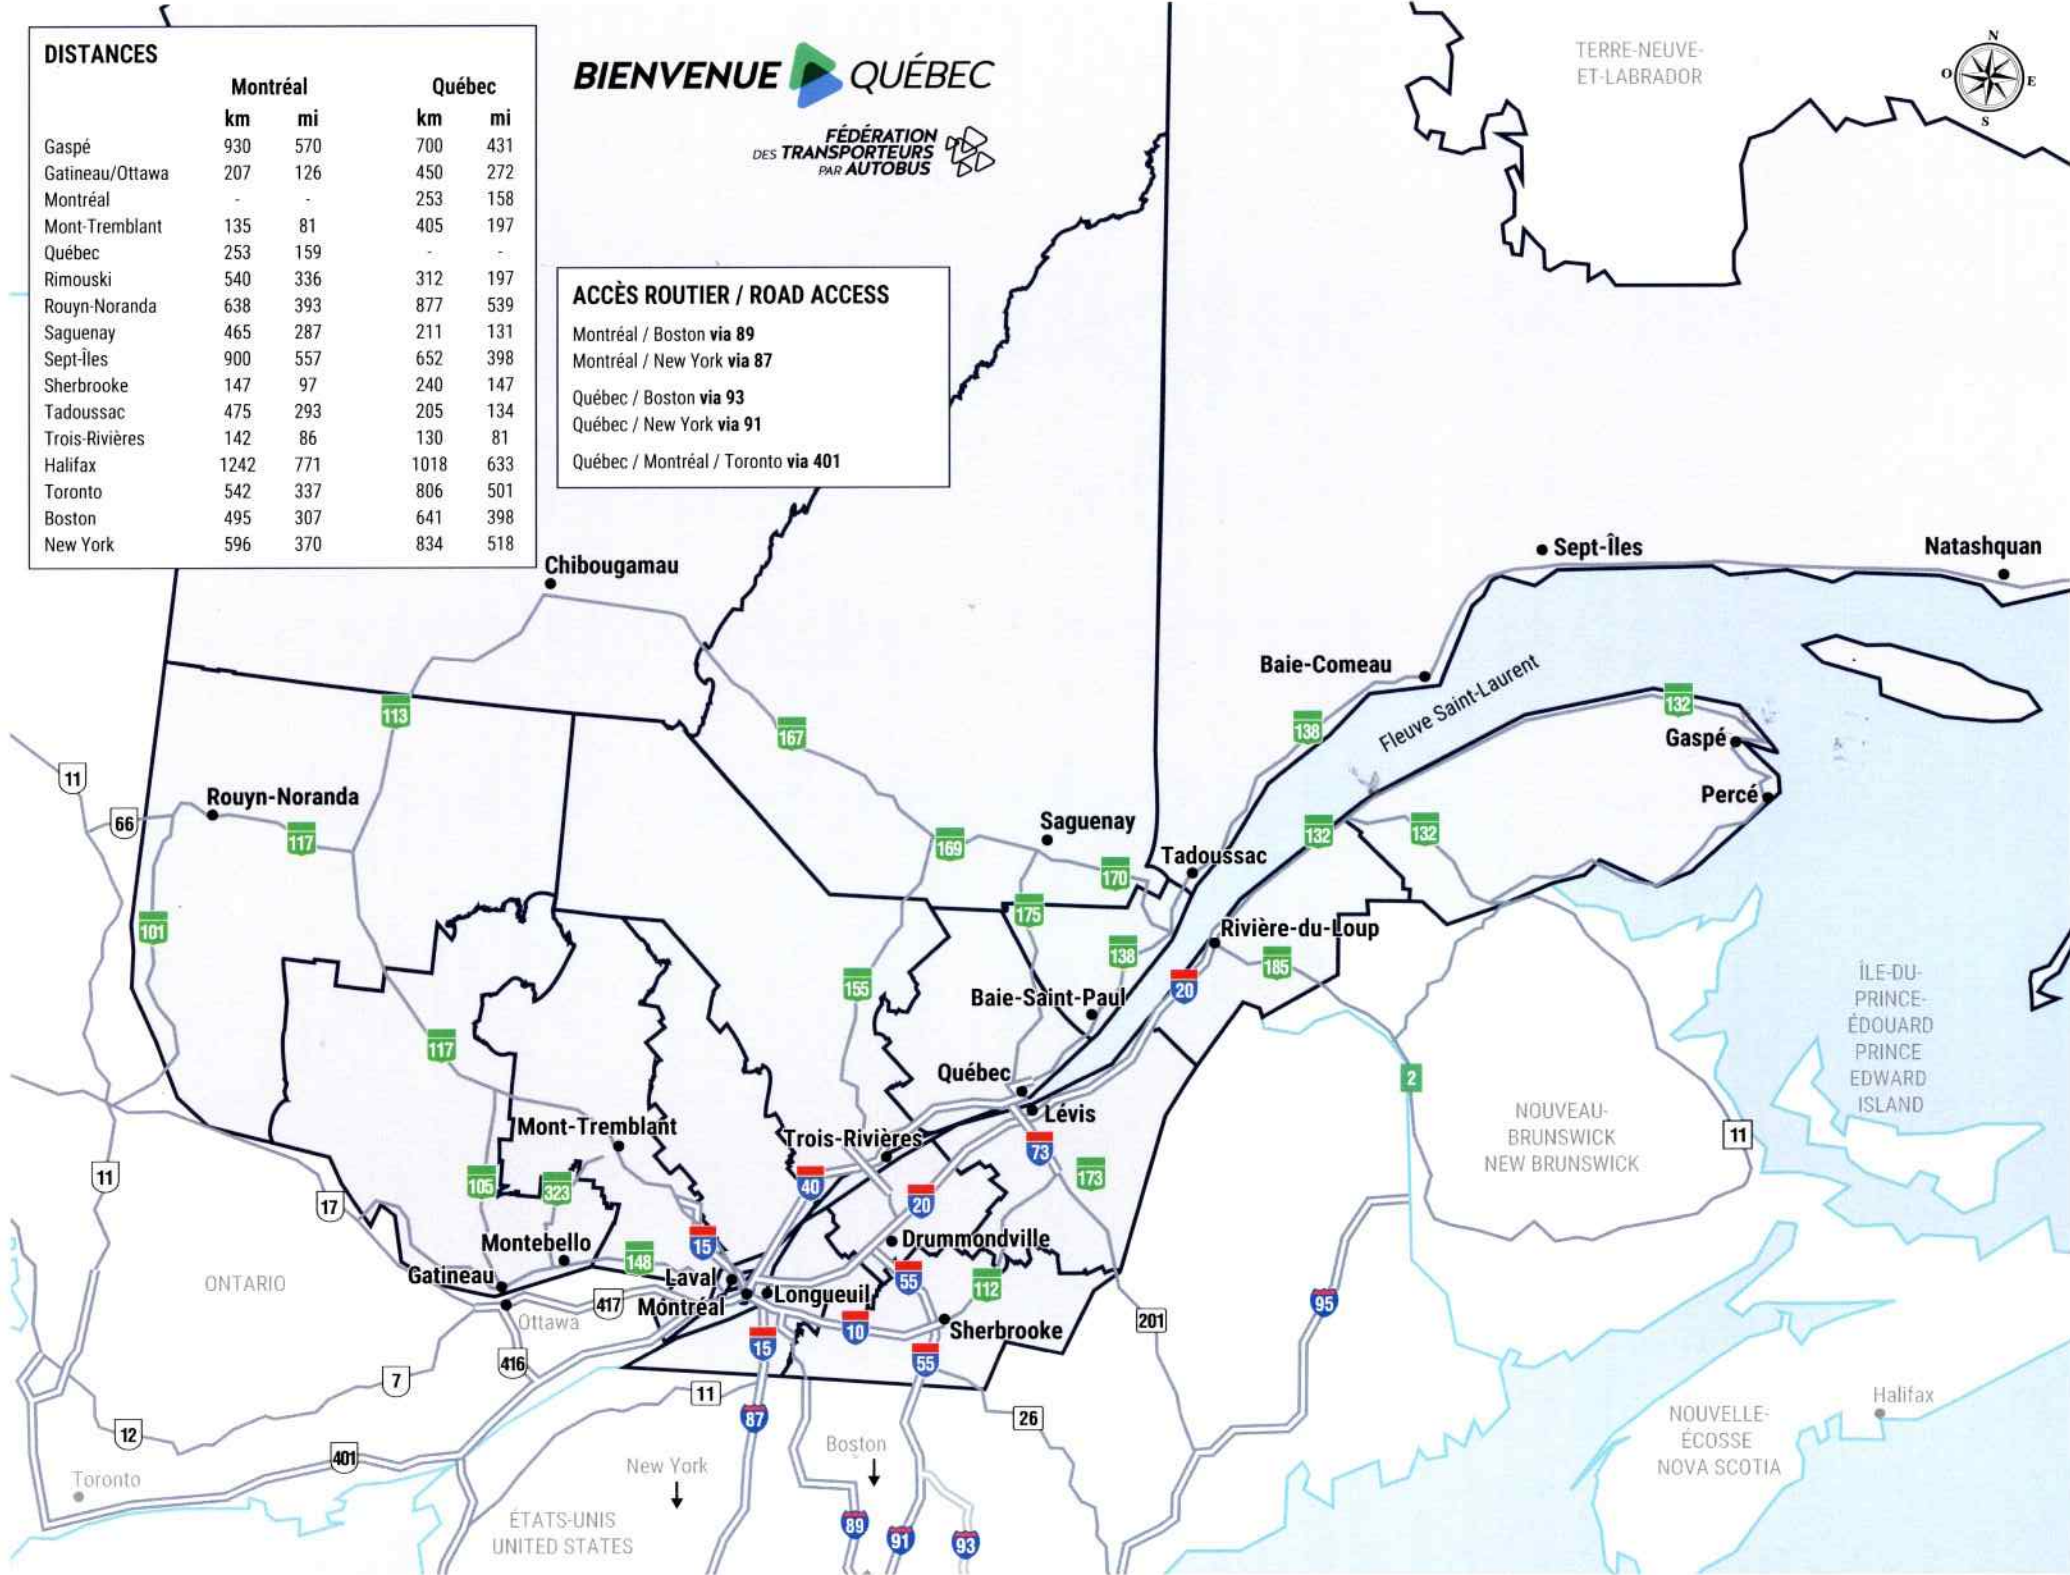 DISTANCES
Montréal Québec
km mi km mi
Gaspé 930 570 700 431
Gatineau/Ottawa 207 126 450 272
Montréal - - 253 158
Mont-Tremblant 135 81 405 197
Québec 253 159 - -
Rimouski 540 336 312 197
Rouyn-Noranda 638 393 877 539
Saguenay 465 287 211 131
Sept-Îles 900 557 652 398
Sherbrooke 147 97 240 147
Tadoussac 475 293 205 134
Trois-Rivières 142 86 130 81
Halifax 1242 771 1018 633
Toronto 542 337 806 501
Boston 495 307 641 398
New York 596 370 834 518
BIENVENUE QUÉBEC
FÉDÉRATION
DES TRANSPORTEURS
PAR AUTOBUS
ACCÈS ROUTIER / ROAD ACCESS
Montréal / Boston via 89
Montréal / New York via 87
Québec / Boston via 93
Québec / New York via 91
Québec / Montréal / Toronto via 401
TERRE-NEUVE-
ET-LABRADOR
N
O
E
S
Chibougamau
Sept-Îles
Natashquan
Baie-Comeau
Fleuve Saint-Laurent
113
167
138
132
Gaspé
11
Percé
Rouyn-Noranda
66
117
Saguenay
169
132
132
Tadoussac
170
101
175
Rivière-du-Loup
138
185
155
20
Baie-Saint-Paul
ÎLE-DU-
PRINCE-
ÉDOUARD
PRINCE
EDWARD
ISLAND
117
Québec
2
Lévis
NOUVEAU-
BRUNSWICK
NEW BRUNSWICK
11
Mont-Tremblant
Trois-Rivières
73
173
11
105
323
40
20
17
Drummondville
Montebello
148
15
Gatineau
Laval
55
112
ONTARIO
417
Montréal
Longueuil
95
Ottawa
10
Sherbrooke
201
15
416
55
7
11
Halifax
87
26
12
NOUVELLE-
ÉCOSSE
NOVA SCOTIA
401
Boston
New York
Toronto
ÉTATS-UNIS
UNITED STATES
89
91
93